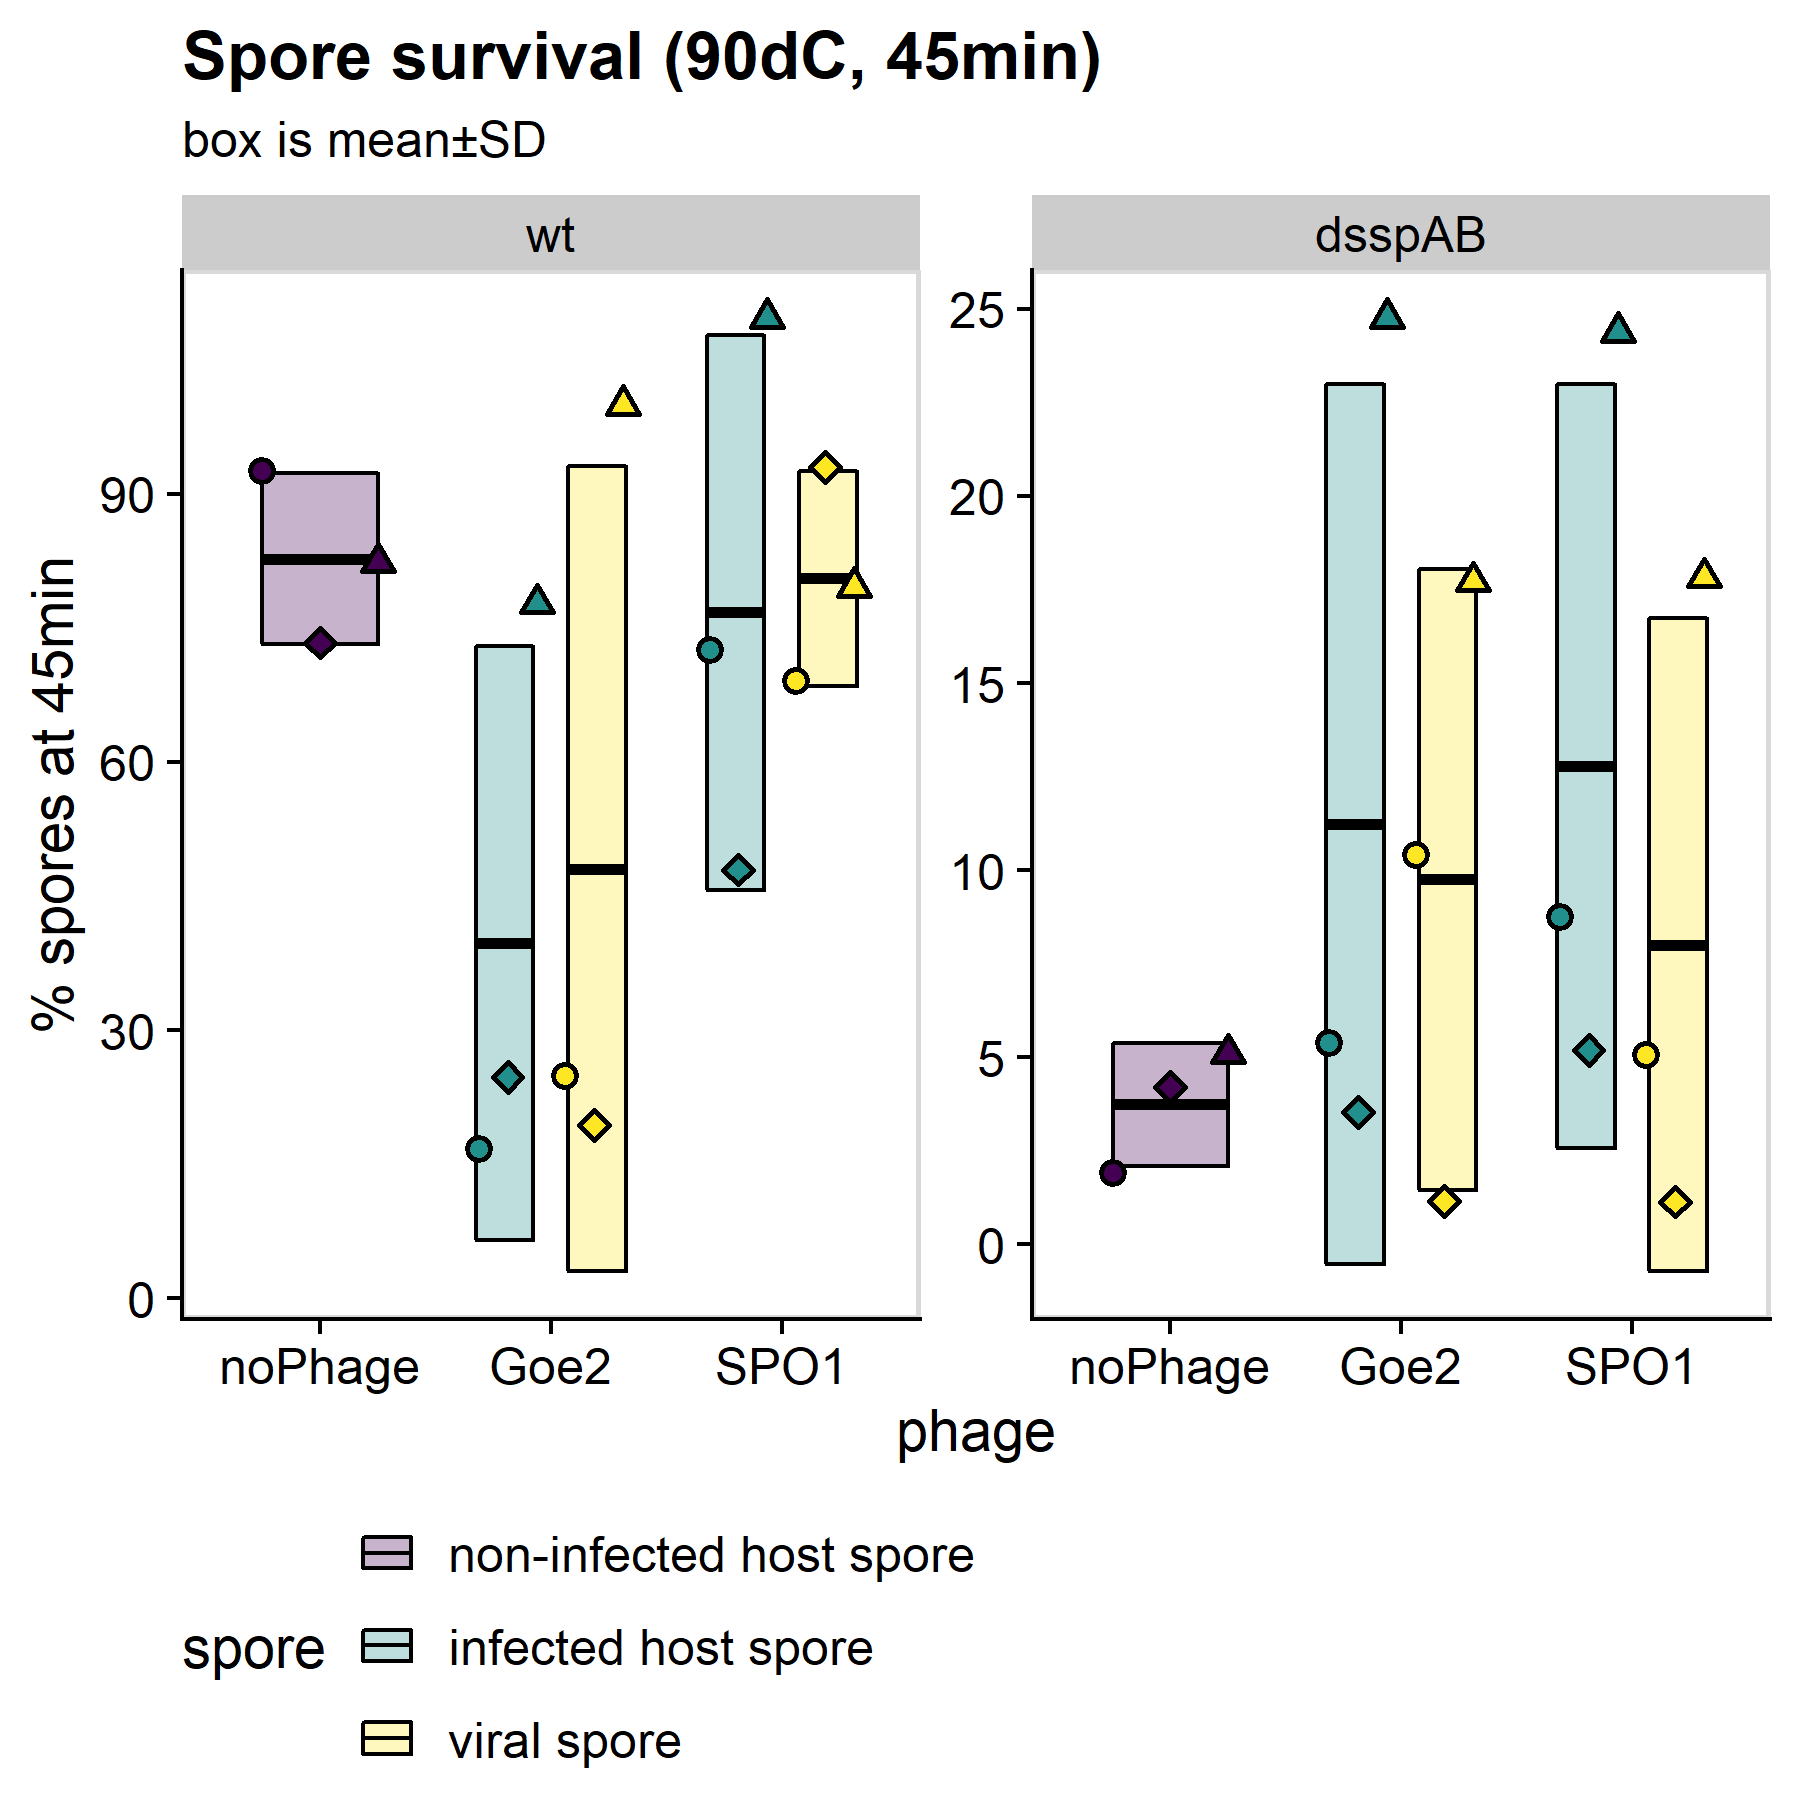 Spore survival (90dC, 45min)
box is mean±SD
wt
dsspAB
% spores at 45min
90
60
30
0
25
20
15
10
5
0
noPhage Goe2 SPO1
noPhage Goe2 SPO1
phage
spore
non-infected host spore
infected host spore
viral spore